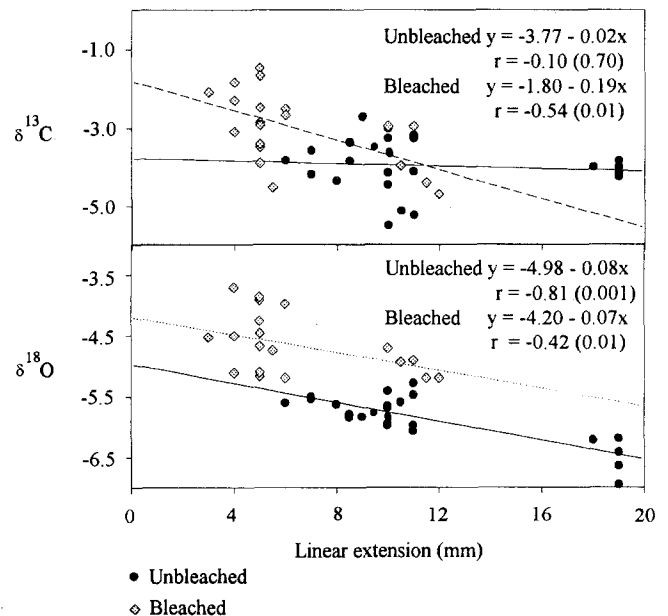 Unbleached y = -3.77 - 0.02x
r = -0.10 (0.70)
Bleached y = -1.80 - 0.19x
r = -0.54 (0.01)
-1.0
-3.0
-5.0
δ13C
Unbleached y = -4.98 - 0.08x
r = -0.81 (0.001)
Bleached y = -4.20 - 0.07x
r = -0.42 (0.01)
-3.5
-4.5
-5.5
-6.5
δ18O
0 4 8 12 16 20
Linear extension (mm)
Unbleached
Bleached